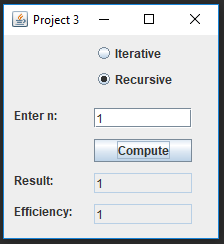 Project 3
Iterative
Recursive
Enter n:
1
Compute
Result:
1
Efficiency:
1